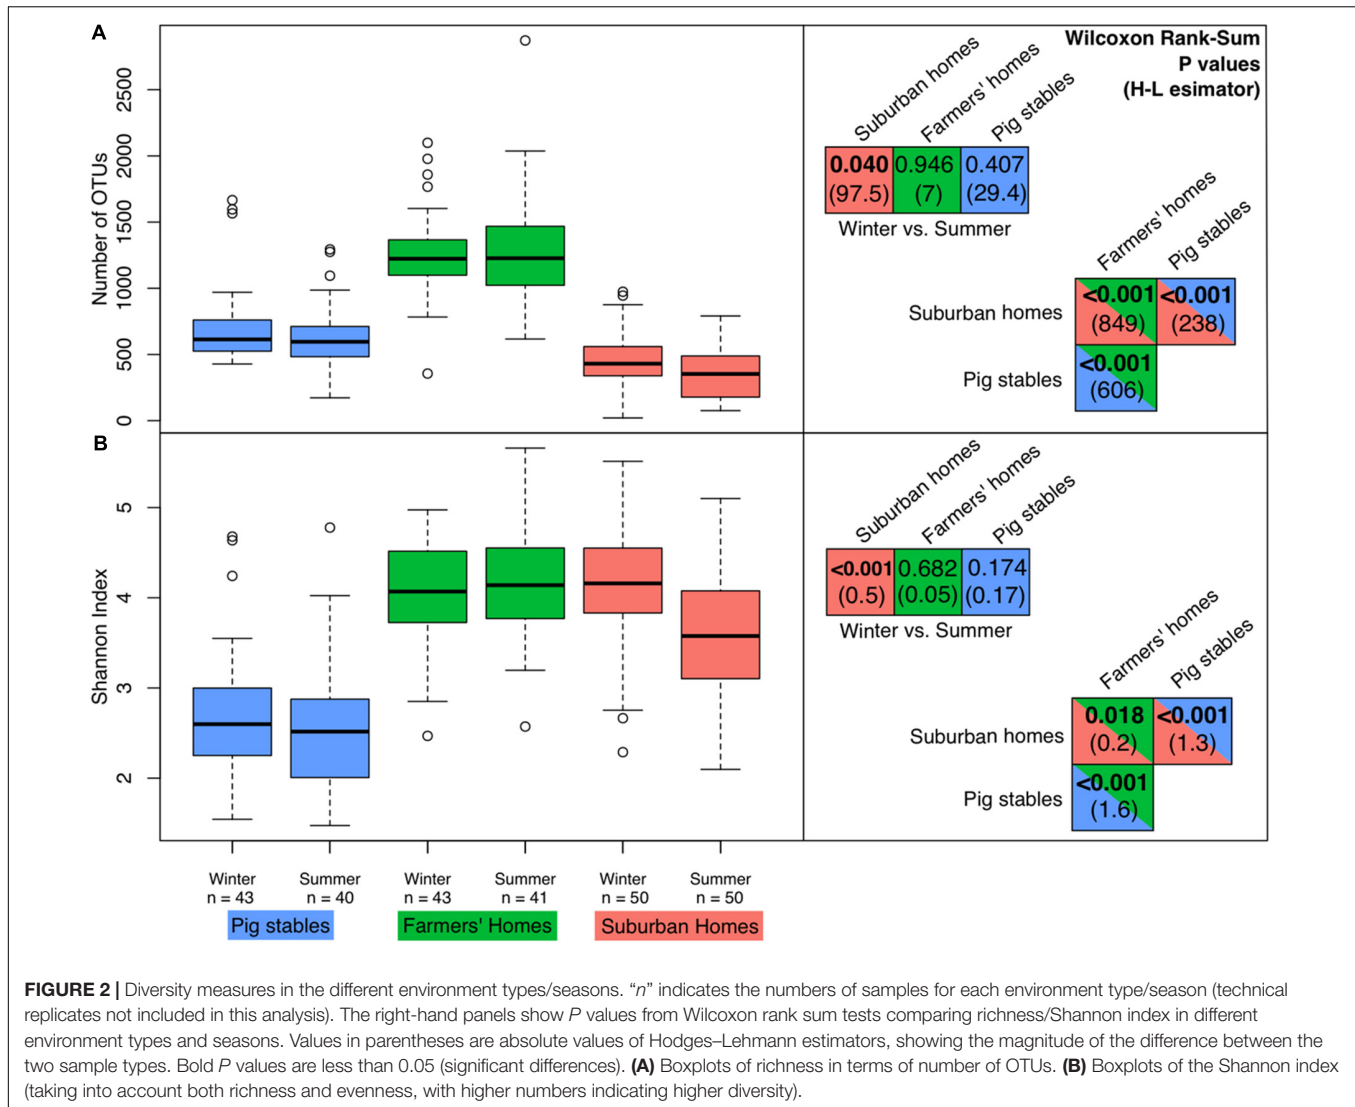 A
Number of OTUs
0
500
1000
1500
2000
2500
Wilcoxon Rank-Sum
P values
(H-L esimator)
Suburban homes
Farmers' homes
Pig stables
0.040 0.946 0.407
(97.5) (7) (29.4)
Winter vs. Summer
Farmers' homes
Pig stables
Suburban homes
<0.001 <0.001
(849) (238)
Pig stables
<0.001
(606)
B
Shannon Index
2
3
4
5
Suburban homes
Farmers' homes
Pig stables
<0.001 0.682 0.174
(0.5) (0.05) (0.17)
Winter vs. Summer
Farmers' homes
Pig stables
Suburban homes
0.018 <0.001
(0.2) (1.3)
Pig stables
<0.001
(1.6)
Winter Summer Winter Summer Winter Summer
n = 43 n = 40 n = 43 n = 41 n = 50 n = 50
Pig stables Farmers' Homes Suburban Homes
FIGURE 2 | Diversity measures in the different environment types/seasons. “n” indicates the numbers of samples for each environment type/season (technical
replicates not included in this analysis). The right-hand panels show P values from Wilcoxon rank sum tests comparing richness/Shannon index in different
environment types and seasons. Values in parentheses are absolute values of Hodges–Lehmann estimators, showing the magnitude of the difference between the
two sample types. Bold P values are less than 0.05 (significant differences). (A) Boxplots of richness in terms of number of OTUs. (B) Boxplots of the Shannon index
(taking into account both richness and evenness, with higher numbers indicating higher diversity).